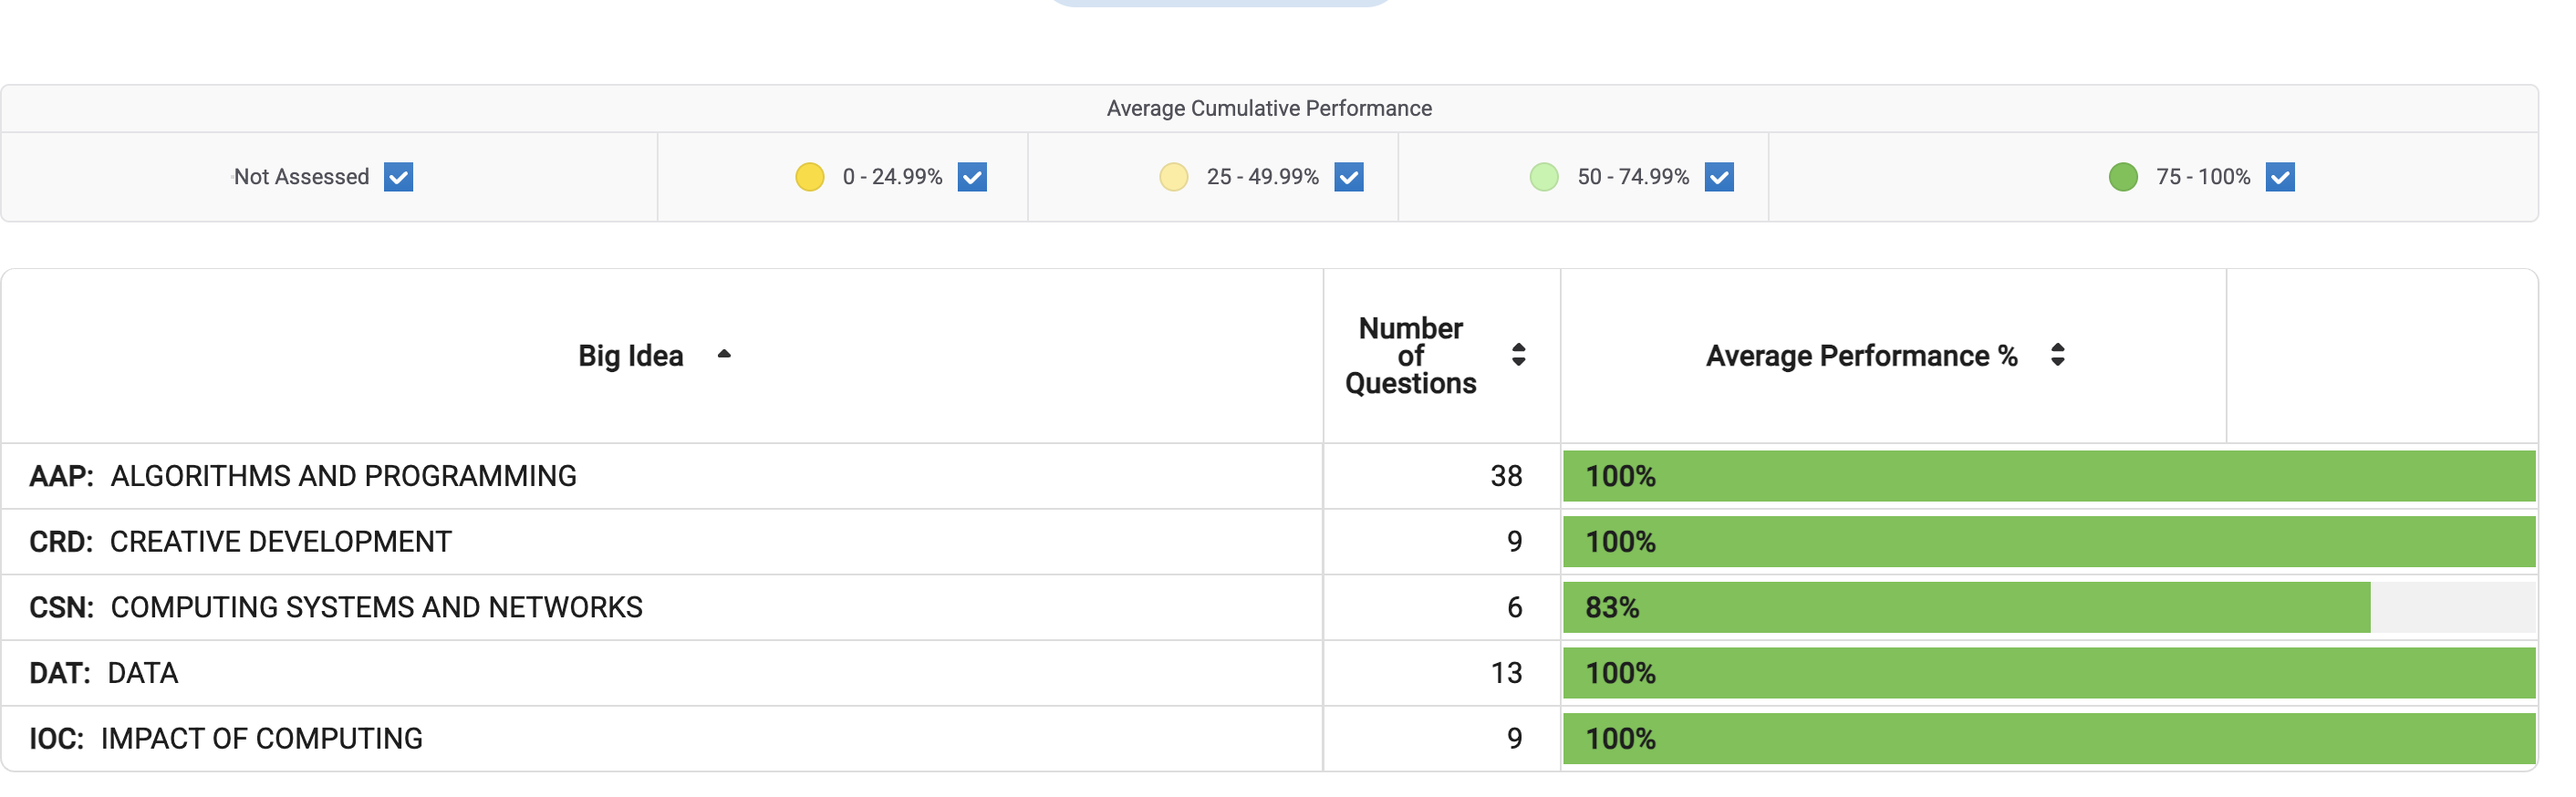 Average Cumulative Performance
Not Assessed 0 - 24.99% 25 - 49.99% 50 - 74.99% 75 - 100%
Big Idea
Number
of
Questions
Average Performance %
AAP: ALGORITHMS AND PROGRAMMING 38 100%
CRD: CREATIVE DEVELOPMENT 9 100%
CSN: COMPUTING SYSTEMS AND NETWORKS 6 83%
DAT: DATA 13 100%
IOC: IMPACT OF COMPUTING 9 100%